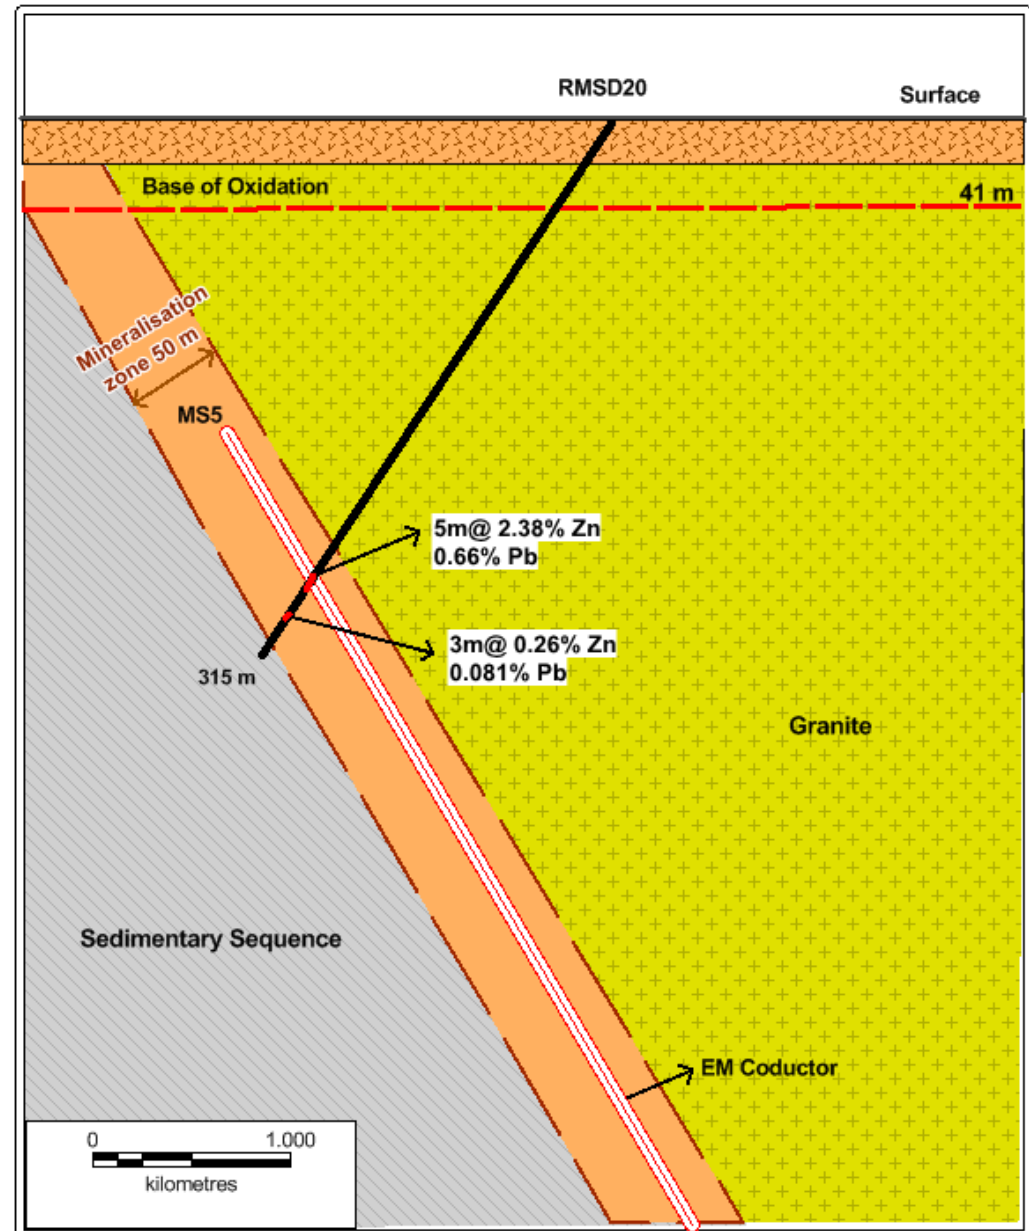 RMSD20
Surface
Base of Oxidation
41 m
Mineralisation
zone 50 m
MS5
5m@ 2.38% Zn
0.66% Pb
3m@ 0.26% Zn
0.081% Pb
315 m
Granite
Sedimentary Sequence
EM Coductor
0 1.000
kilometres